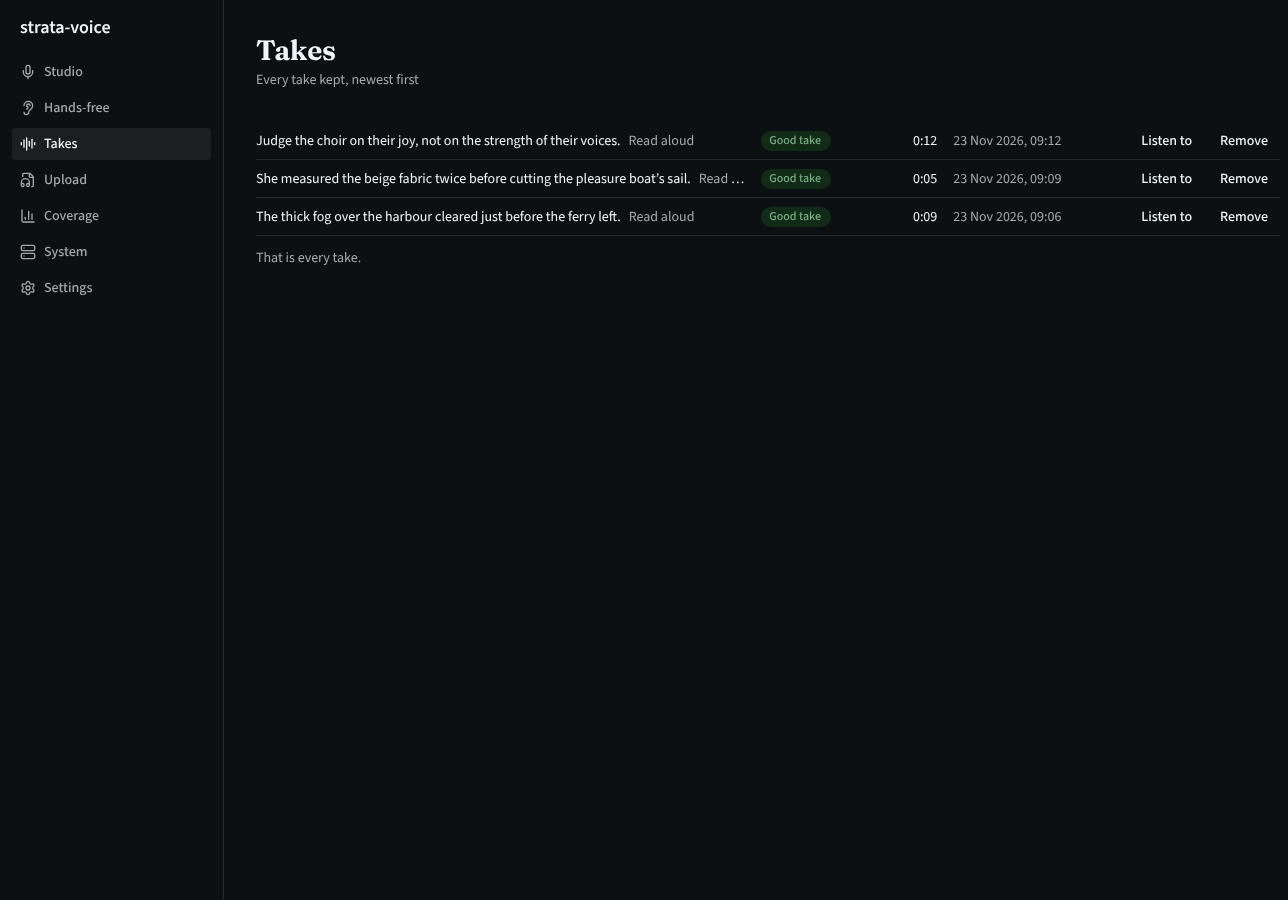 strata-voice
Studio
Hands-free
Takes
Upload
Coverage
System
Settings
Takes
Every take kept, newest first
Judge the choir on their joy, not on the strength of their voices. Read aloud Good take 0:12 23 Nov 2026, 09:12 Listen to Remove
She measured the beige fabric twice before cutting the pleasure boat’s sail. Read … Good take 0:05 23 Nov 2026, 09:09 Listen to Remove
The thick fog over the harbour cleared just before the ferry left. Read aloud Good take 0:09 23 Nov 2026, 09:06 Listen to Remove
That is every take.